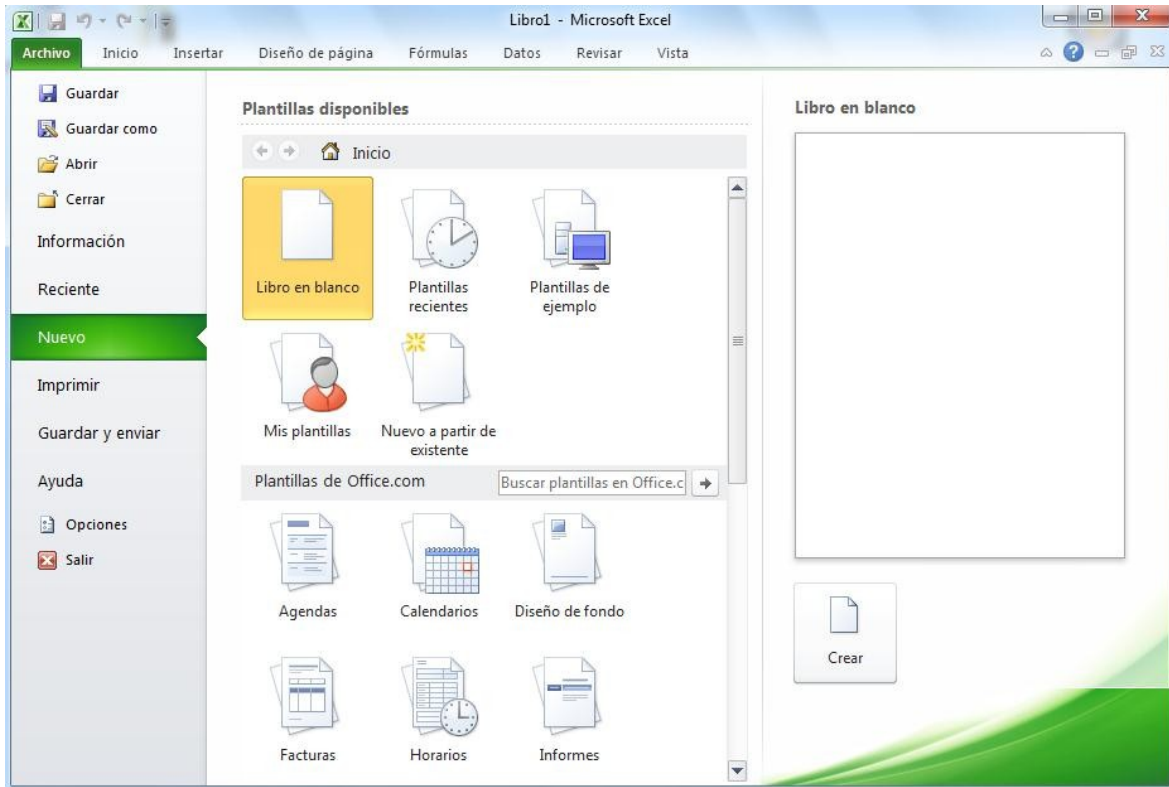 Libro1 - Microsoft Excel
Archivo Inicio Insertar Diseño de página Fórmulas Datos Revisar Vista
Guardar
Guardar como
Abrir
Cerrar
Información
Reciente
Nuevo
Imprimir
Guardar y enviar
Ayuda
Opciones
Salir
Plantillas disponibles
Inicio
Libro en blanco
Plantillas
recientes
Plantillas de
ejemplo
Mis plantillas
Nuevo a partir de
existente
Plantillas de Office.com
Buscar plantillas en Office.c
Agendas
Calendarios
Diseño de fondo
Facturas
Horarios
Informes
Libro en blanco
Crear